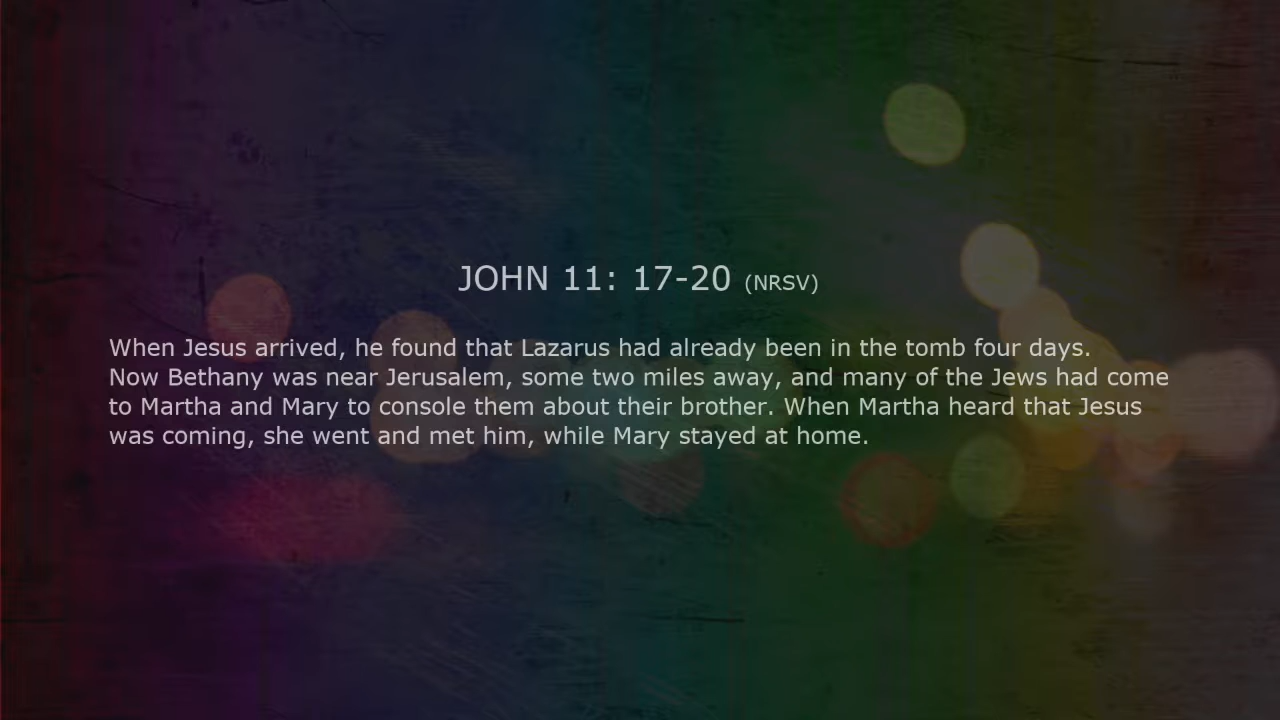 JOHN 11: 17-20 (NRSV)
When Jesus arrived, he found that Lazarus had already been in the tomb four days.
Now Bethany was near Jerusalem, some two miles away, and many of the Jews had come
to Martha and Mary to console them about their brother. When Martha heard that Jesus
was coming, she went and met him, while Mary stayed at home.